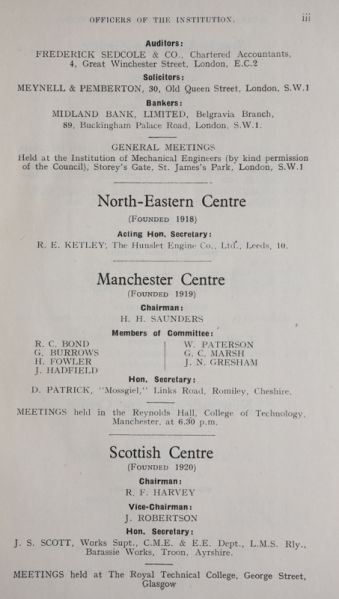 OFFICERS OF THE INSTITUTION.
iii
Auditors:
FREDERICK SEDCOLE & CO., Chartered Accountants,
4, Great Winchester Street, London, E.C.2
Solicitors:
MEYNELL & PEMBERTON, 30, Old Queen Street, London, S.W.1
Bankers:
MIDLAND BANK, LIMITED, Belgravia Branch,
89, Buckingham Palace Road, London, S.W.1.
GENERAL MEETINGS
Held at the Institution of Mechanical Engineers (by kind permission
of the Council), Storey's Gate, St. James's Park, London, S.W.1
North-Eastern Centre
(FOUNDED 1918)
Acting Hon. Secretary:
R. E. KETLEY, The Hunslet Engine Co., Ltd., Leeds, 10.
Manchester Centre
(FOUNDED 1919)
Chairman:
H. H. SAUNDERS
Members of Committee:
R. C. BOND
G. BURROWS
H. FOWLER
J. HADFIELD
W. PATERSON
G. C. MARSH
J. N. GRESHAM
Hon. Secretary:
D. PATRICK, "Mossgiel," Links Road, Romiley, Cheshire.
MEETINGS held in the Reynolds Hall, College of Technology,
Manchester, at 6.30 p.m.
Scottish Centre
(FOUNDED 1920)
Chairman:
R. F. HARVEY
Vice-Chairman:
J. ROBERTSON
Hon. Secretary:
J. S. SCOTT, Works Supt., C.M.E. & E.E. Dept., L.M.S. Rly.,
Barassie Works, Troon, Ayrshire.
MEETINGS held at The Royal Technical College, George Street,
Glasgow